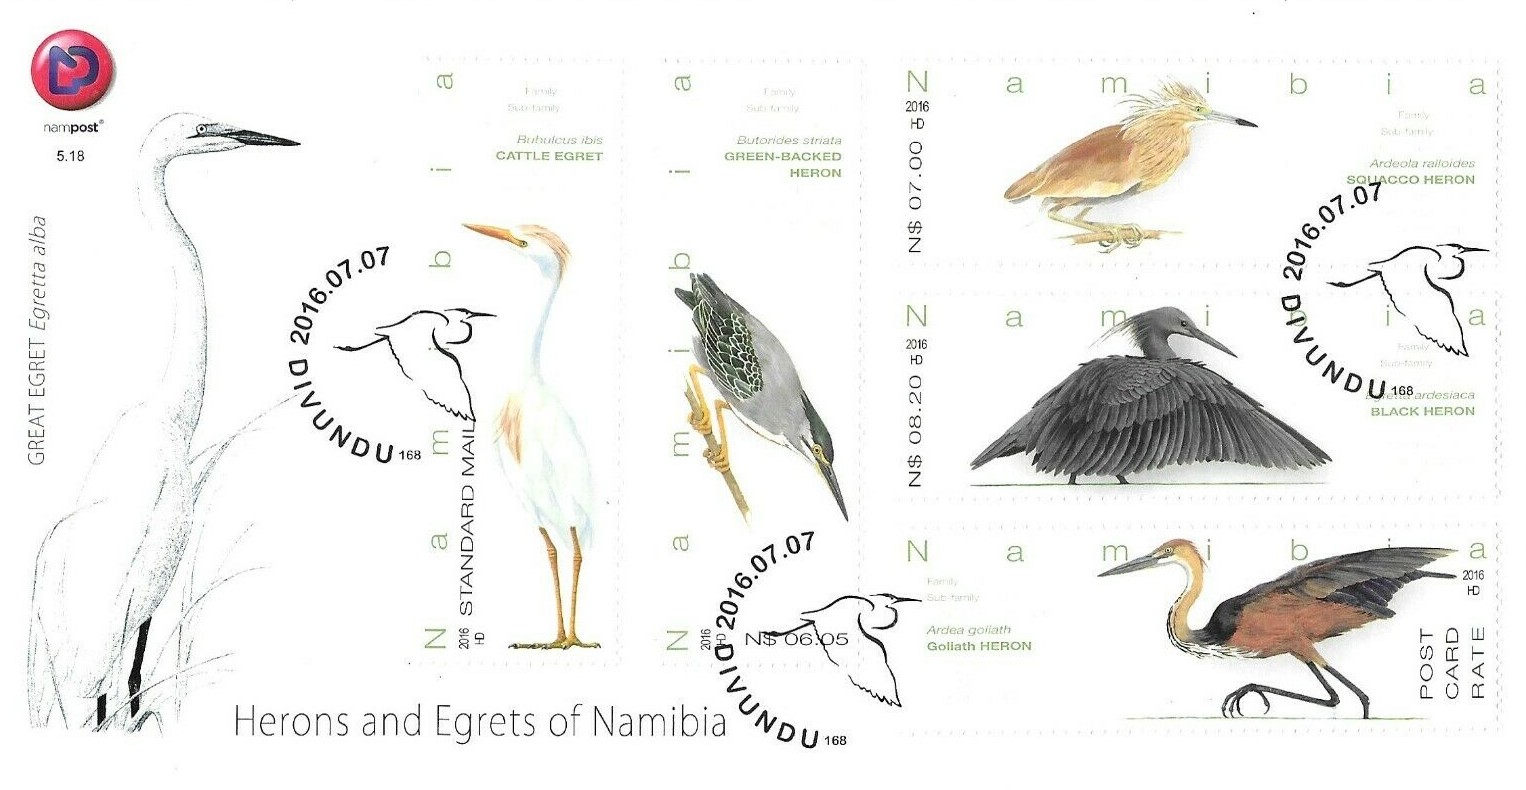 nampost®
5.18
GREAT EGRET Egretta alba
Herons and Egrets of Namibia
Namibia
Family
Sub-family
Bubulcus ibis
CATTLE EGRET
2016
HD
STANDARD MAIL
DIVUNDU 2016.07.07
168
Namibia
Family
Sub-family
Butorides striata
GREEN-BACKED
HERON
2016
HD
N$ 06.05
DIVUNDU 2016.07.07
168
Namibia
2016
HD
N$ 07.00
Family
Sub-family
Ardeola ralloides
SQUACCO HERON
DIVUNDU 2016.07.07
168
Namibia
2016
HD
N$ 08.20
Family
Sub-family
Egretta ardesiaca
BLACK HERON
Namibia
Family
Sub-family
Ardea goliath
Goliath HERON
2016
HD
POST
CARD
RATE